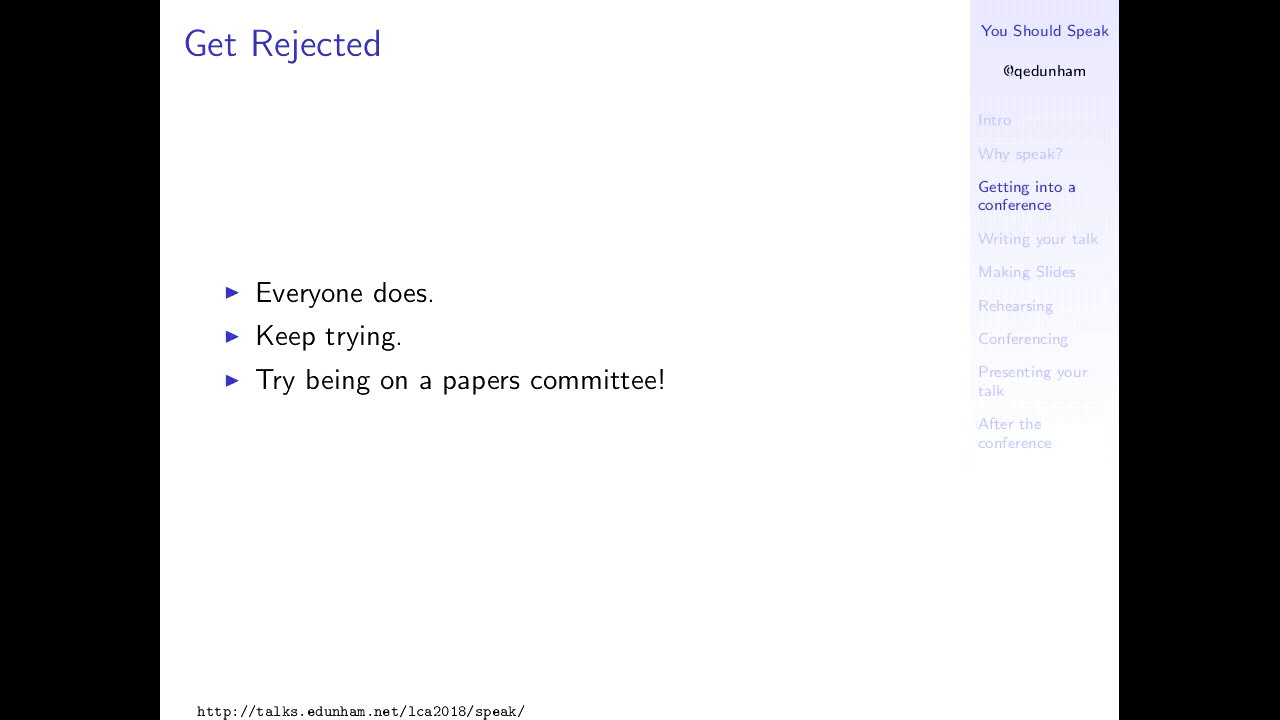 Get Rejected
Everyone does.
Keep trying.
Try being on a papers committee!
http://talks.edunham.net/lca2018/speak/
You Should Speak
@qedunham
Intro
Why speak?
Getting into a
conference
Writing your talk
Making Slides
Rehearsing
Conferencing
Presenting your
talk
After the
conference